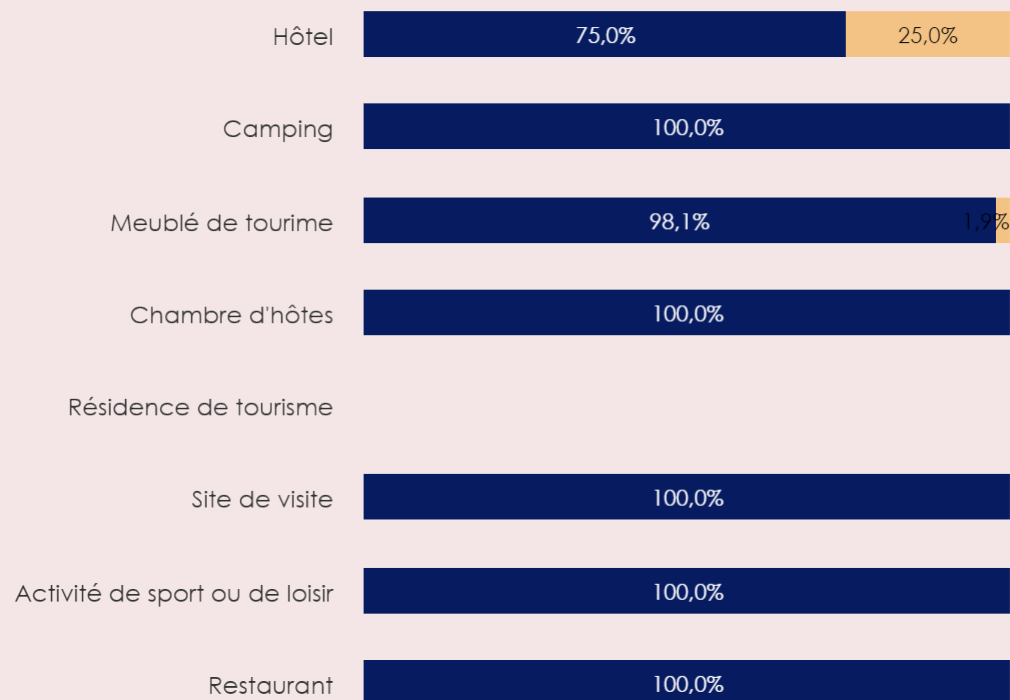 Hôtel 75,0% 25,0%
Camping 100,0%
Meublé de tourime 98,1% 1,9%
Chambre d'hôtes 100,0%
Résidence de tourisme
Site de visite 100,0%
Activité de sport ou de loisir 100,0%
Restaurant 100,0%